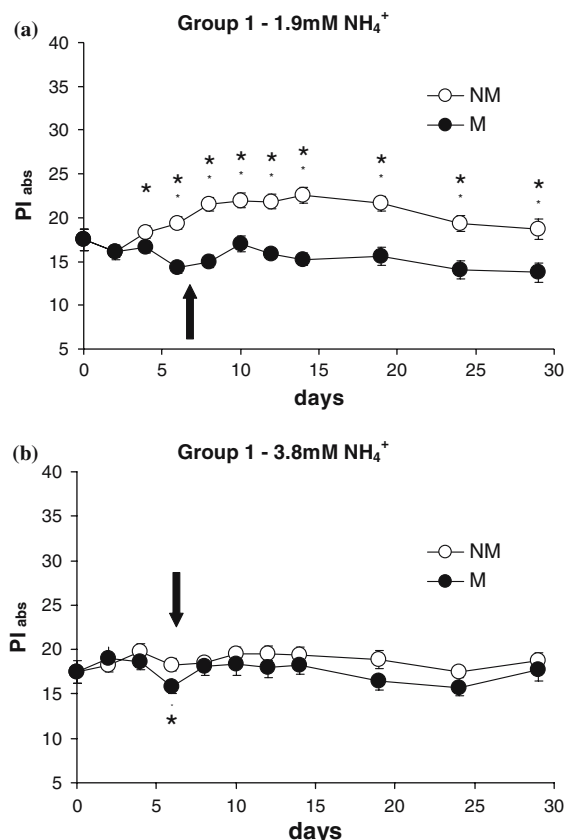 (a) Group 1 - 1.9mM NH₄⁺
40
35
30
25
20
15
10
5
PI abs
NM
M
* * * * * * * * *
* * * * * * * *
0 5 10 15 20 25 30
days
(b) Group 1 - 3.8mM NH₄⁺
40
35
30
25
20
15
10
5
PI abs
NM
M
*
0 5 10 15 20 25 30
days